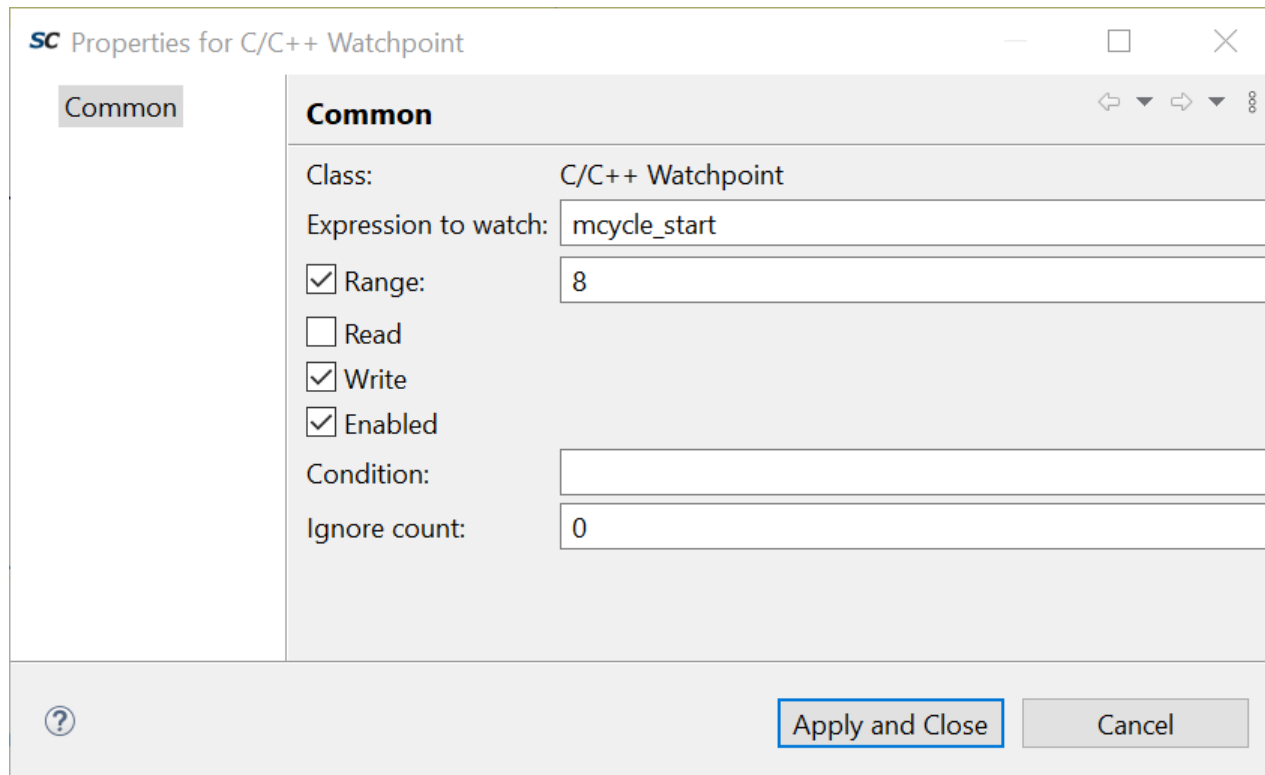 SC Properties for C/C++ Watchpoint
Common
Common
Class: C/C++ Watchpoint
Expression to watch: mcycle_start
Range: 8
Read
Write
Enabled
Condition:
Ignore count: 0
?
Apply and Close Cancel